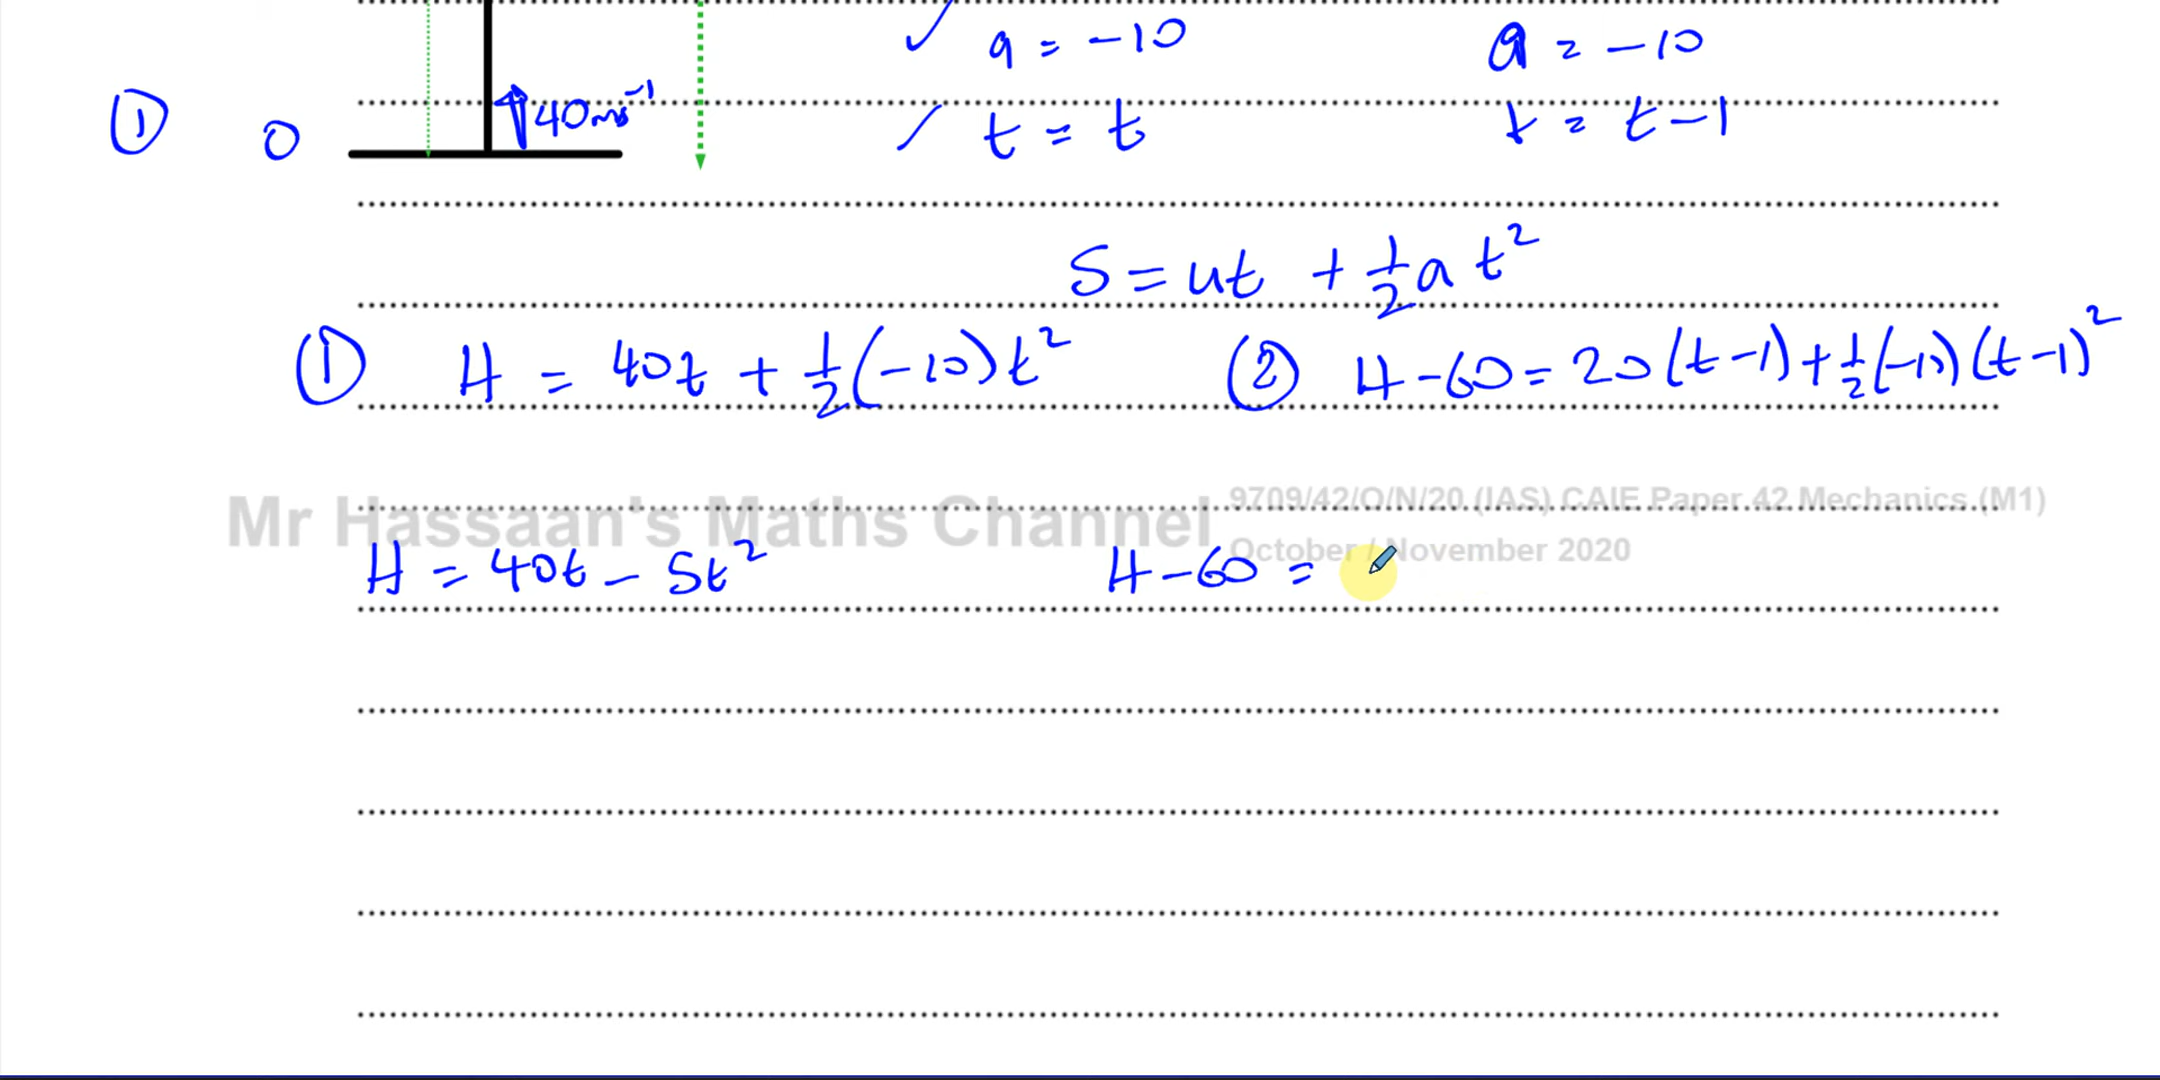 a = -10 a = -10
① 0 40ms⁻¹ t = t t = t-1
S = ut + ½at²
① H = 40t + ½(-10)t² ② H-60 = 20(t-1)+½(-10)(t-1)²
Mr Hassaan's Maths Channel 9709/42/O/N/20 (IAS) CAIE Paper 42 Mechanics (M1)
October / November 2020
H = 40t - 5t² H-60 =